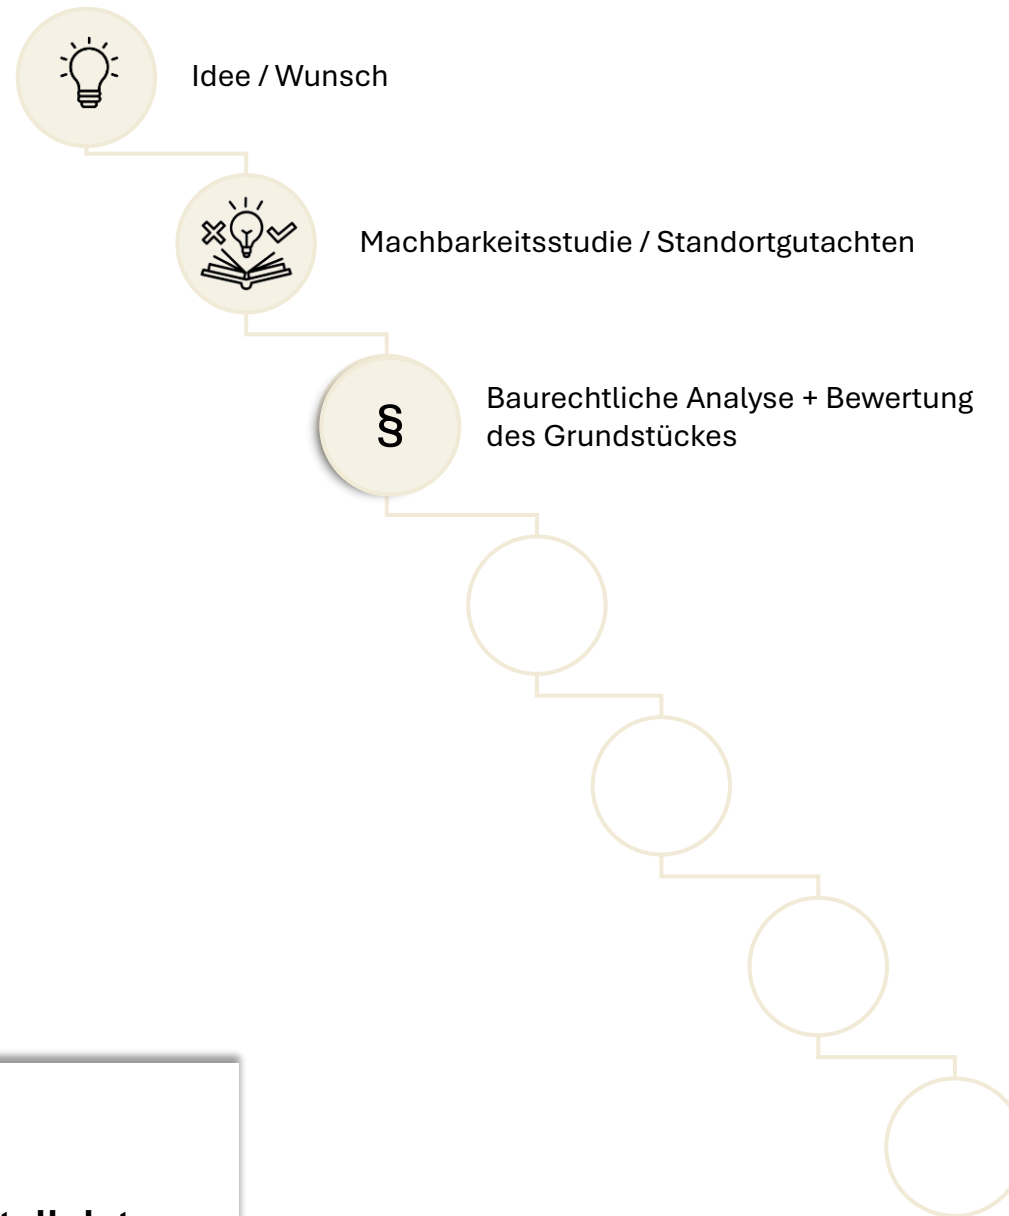 Idee / Wunsch
Machbarkeitsstudie / Standortgutachten
§
Baurechtliche Analyse + Bewertung
des Grundstückes